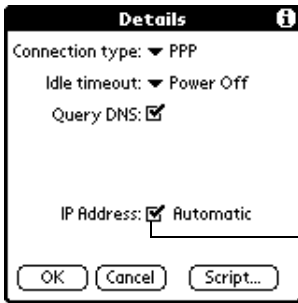 Details i
Connection type: PPP
Idle timeout: Power Off
Query DNS:
IP Address: Automatic
OK Cancel Script...